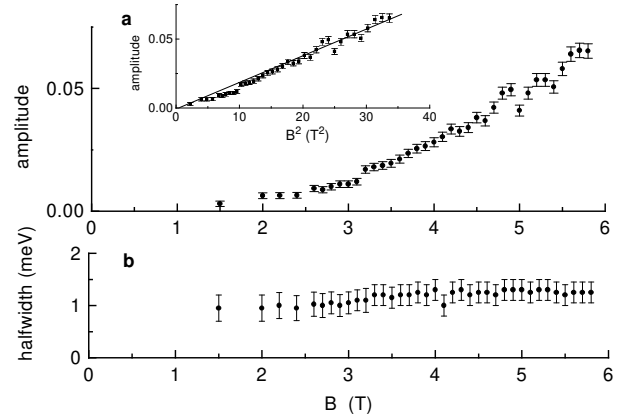 a
0.05
0.00
amplitude
0 10 20 30 40
B² (T²)
0.05
0.00
amplitude
0 1 2 3 4 5 6
b
2
1
0
halfwidth (meV)
0 1 2 3 4 5 6
B (T)